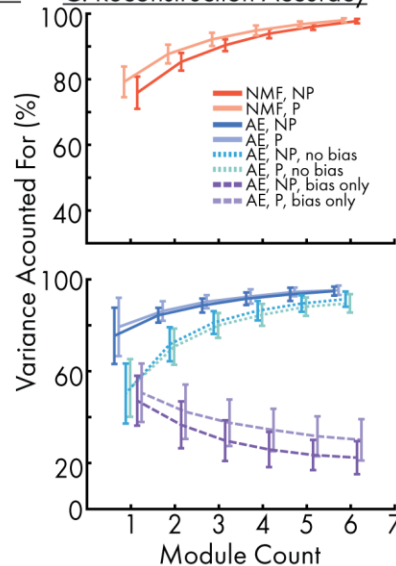 C. Reconstruction Accuracy
100
80
60
40
NMF, NP
NMF, P
AE, NP
AE, P
AE, NP, no bias
AE, P, no bias
AE, NP, bias only
AE, P, bias only
Variance Acounted For (%)
100
60
20
0
1 2 3 4 5 6 7
Module Count